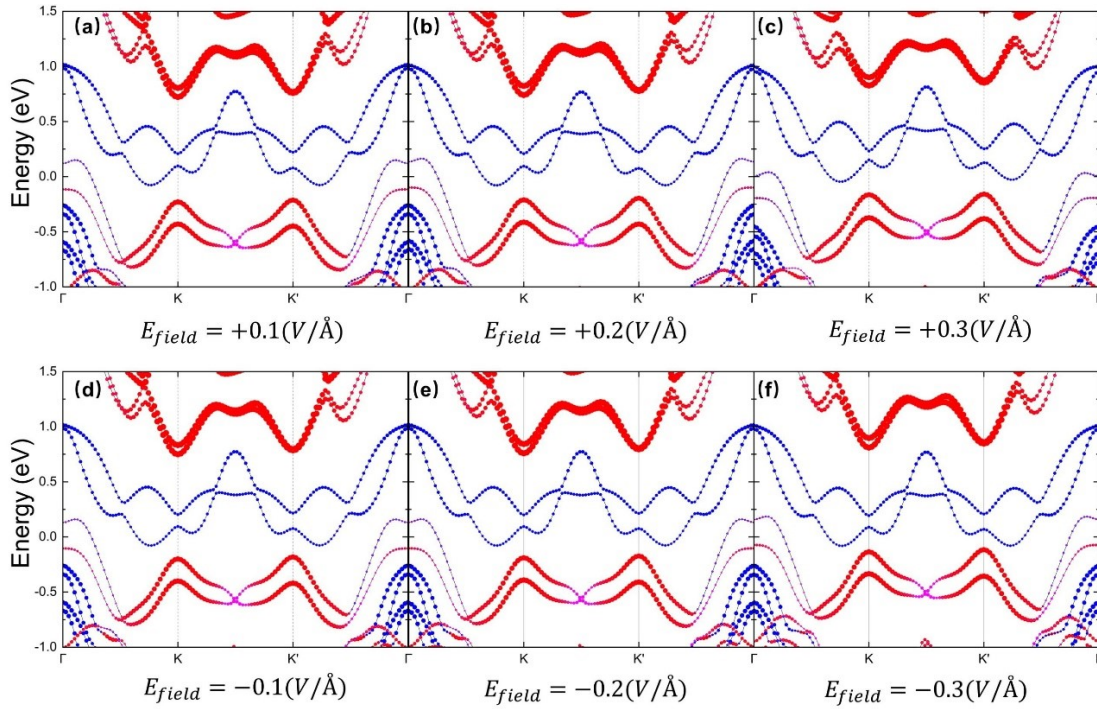 (a) (b) (c)
1.5
1.0
0.5
0.0
-0.5
-1.0
Energy (eV)
Γ K K' Γ K K' Γ K K'
E_field = +0.1(V/Å) E_field = +0.2(V/Å) E_field = +0.3(V/Å)
(d) (e) (f)
1.5
1.0
0.5
0.0
-0.5
-1.0
Energy (eV)
Γ K K' Γ K K' Γ K K'
E_field = −0.1(V/Å) E_field = −0.2(V/Å) E_field = −0.3(V/Å)